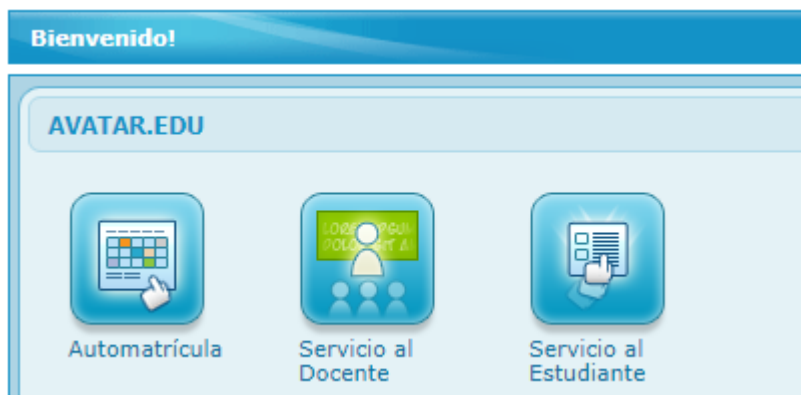 Bienvenido!
AVATAR.EDU
Automatrícula
Servicio al
Docente
Servicio al
Estudiante